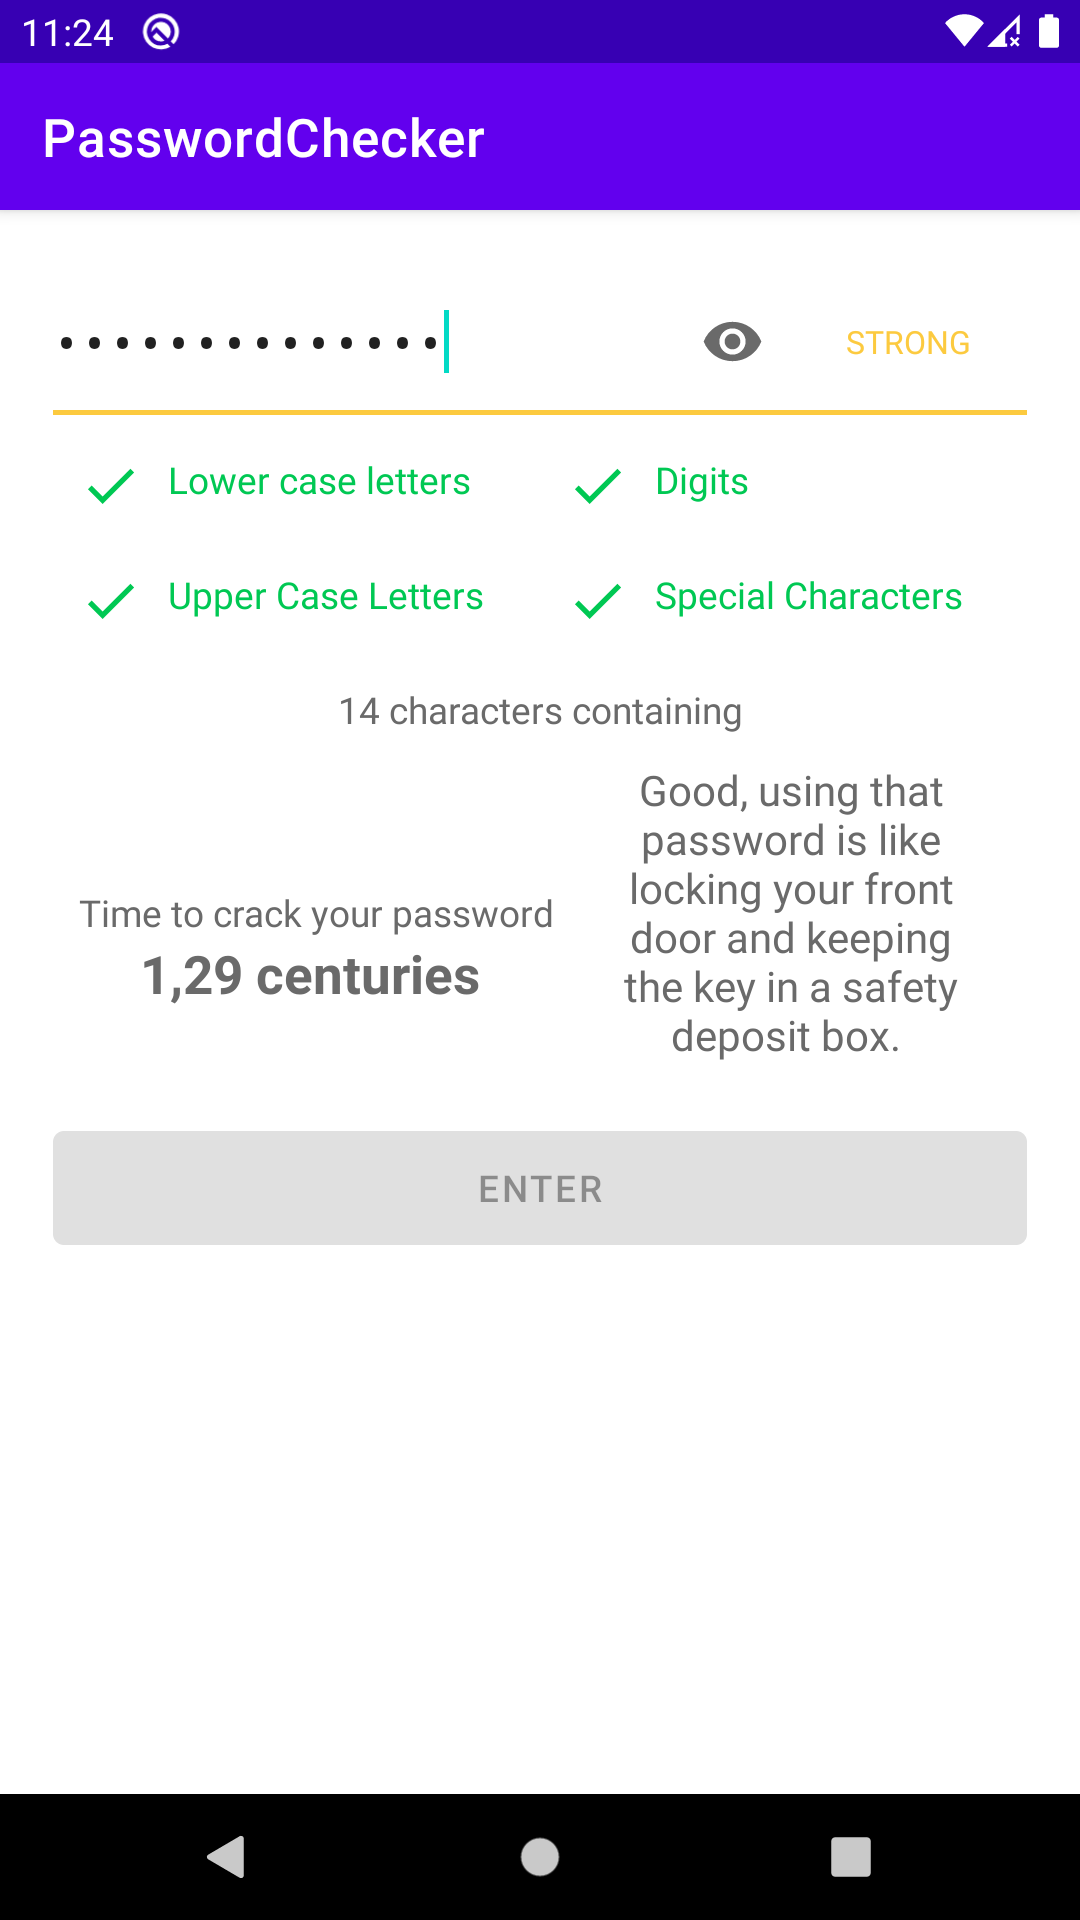 11:24
PasswordChecker
••••••••••••••
STRONG
Lower case letters
Digits
Upper Case Letters
Special Characters
14 characters containing
Time to crack your password
1,29 centuries
Good, using that
password is like
locking your front
door and keeping
the key in a safety
deposit box.
ENTER